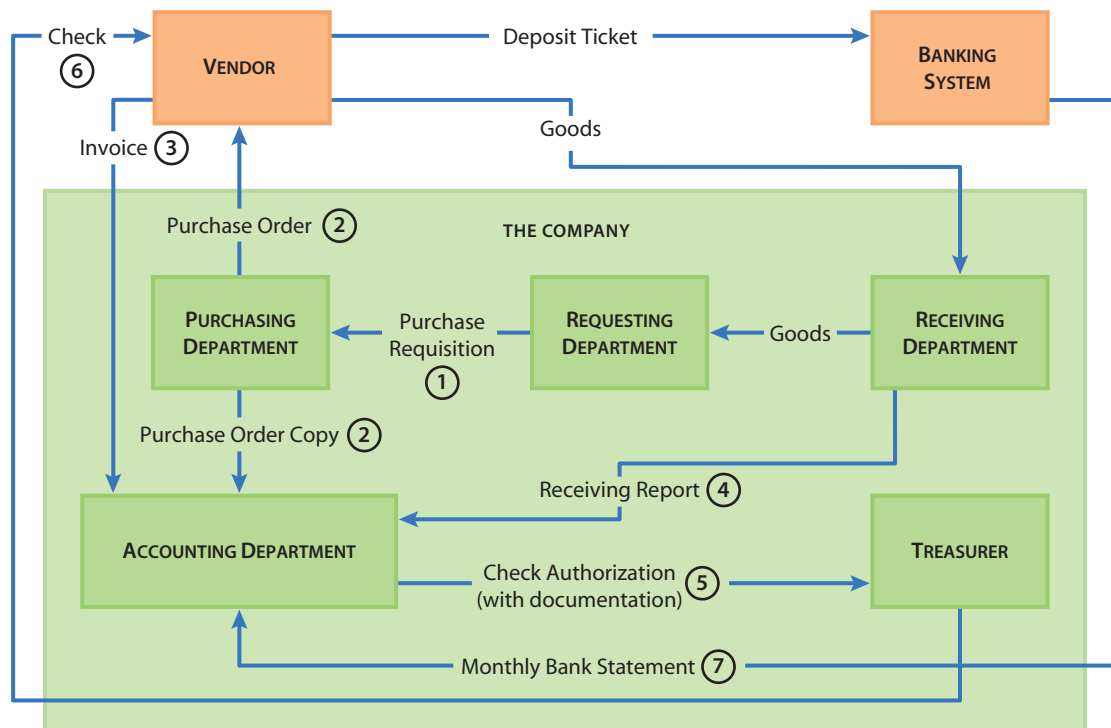 Check
6
VENDOR
Deposit Ticket
BANKING
SYSTEM
Invoice 3
Goods
Purchase Order 2
THE COMPANY
PURCHASING
DEPARTMENT
Purchase
Requisition
1
REQUESTING
DEPARTMENT
Goods
RECEIVING
DEPARTMENT
Purchase Order Copy 2
Receiving Report 4
ACCOUNTING DEPARTMENT
Check Authorization
(with documentation) 5
TREASURER
Monthly Bank Statement 7